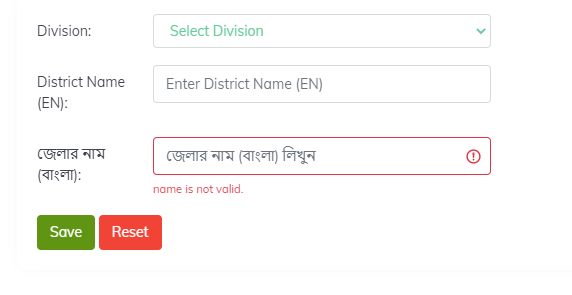 Division:
Select Division
District Name
(EN):
Enter District Name (EN)
জেলার নাম
(বাংলা):
জেলার নাম (বাংলা) লিখুন
name is not valid.
Save
Reset